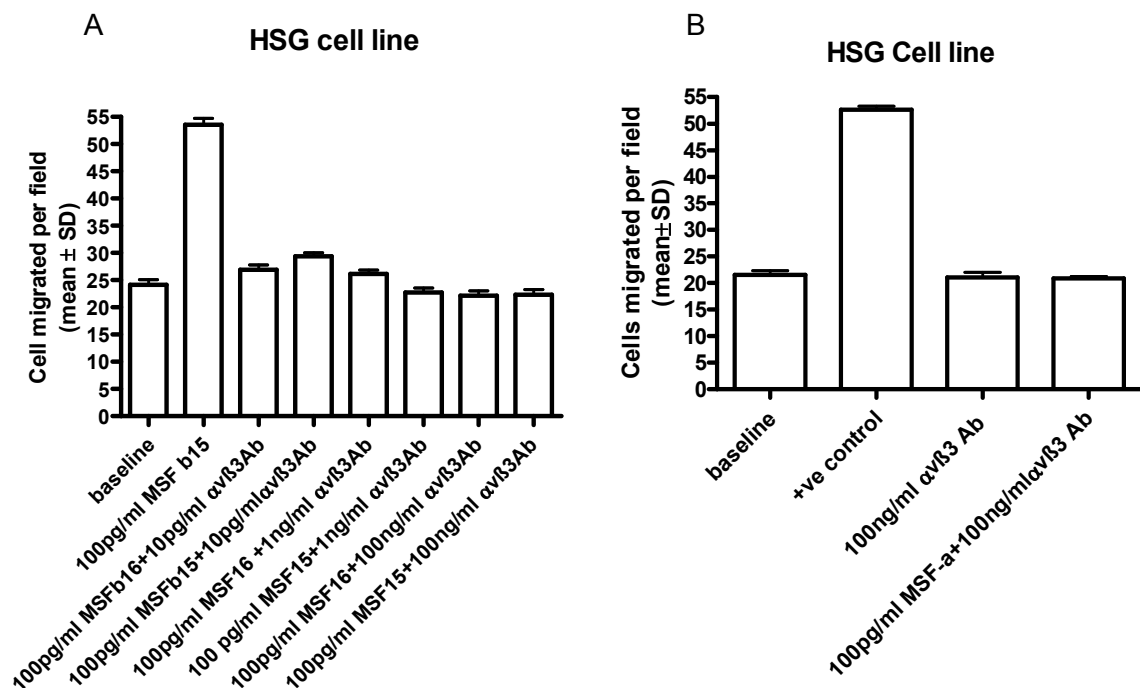 A
HSG cell line
Cell migrated per field
(mean ± SD)
55
50
45
40
35
30
25
20
15
10
5
0
baseline
100pg/ml MSF b15
100pg/ml MSFb16+10pg/ml αvß3Ab
100pg/ml MSFb15+10pg/mlαvß3Ab
100pg/ml MSF16 +1ng/ml αvß3Ab
100 pg/ml MSF15+1ng/ml αvß3Ab
100pg/ml MSF16+100ng/ml αvß3Ab
100pg/ml MSF15+100ng/ml αvß3Ab
B
HSG Cell line
Cells migrated per field
(mean±SD)
55
50
45
40
35
30
25
20
15
10
5
0
baseline
+ve control
100ng/ml αvß3 Ab
100pg/ml MSF-a+100ng/mlαvß3 Ab